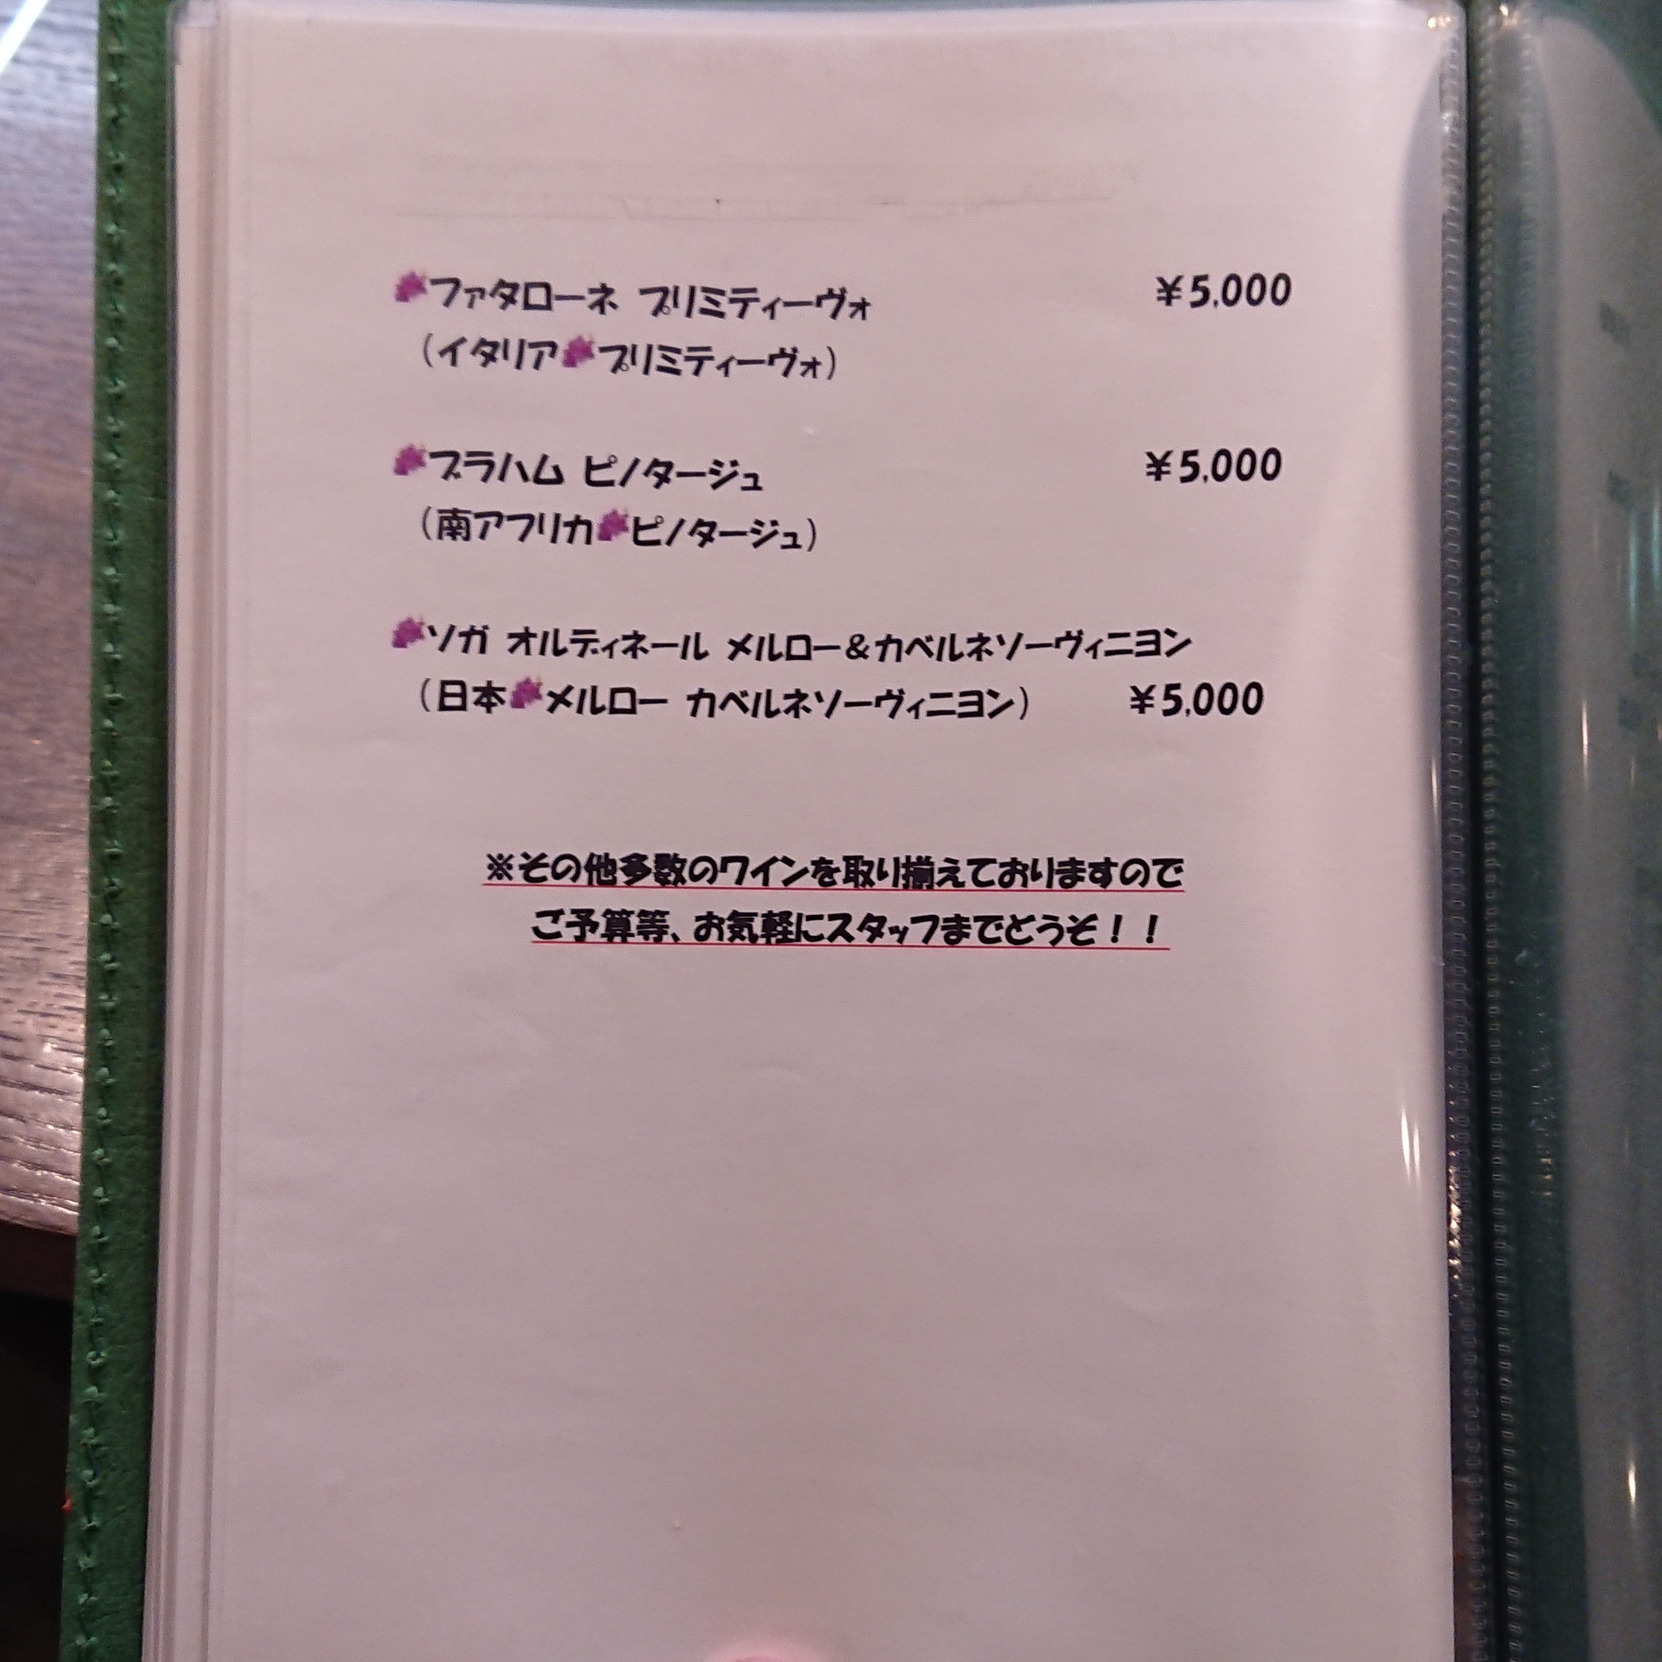 ファタローネ プリミティーヴォ ￥5,000
（イタリア プリミティーヴォ）
ブラハム ピノタージュ ￥5,000
（南アフリカ ピノタージュ）
ソガ オルディネール メルロー＆カベルネソーヴィニヨン
（日本 メルロー カベルネソーヴィニヨン） ￥5,000
※その他多数のワインを取り揃えておりますので
ご予算等、お気軽にスタッフまでどうぞ！！